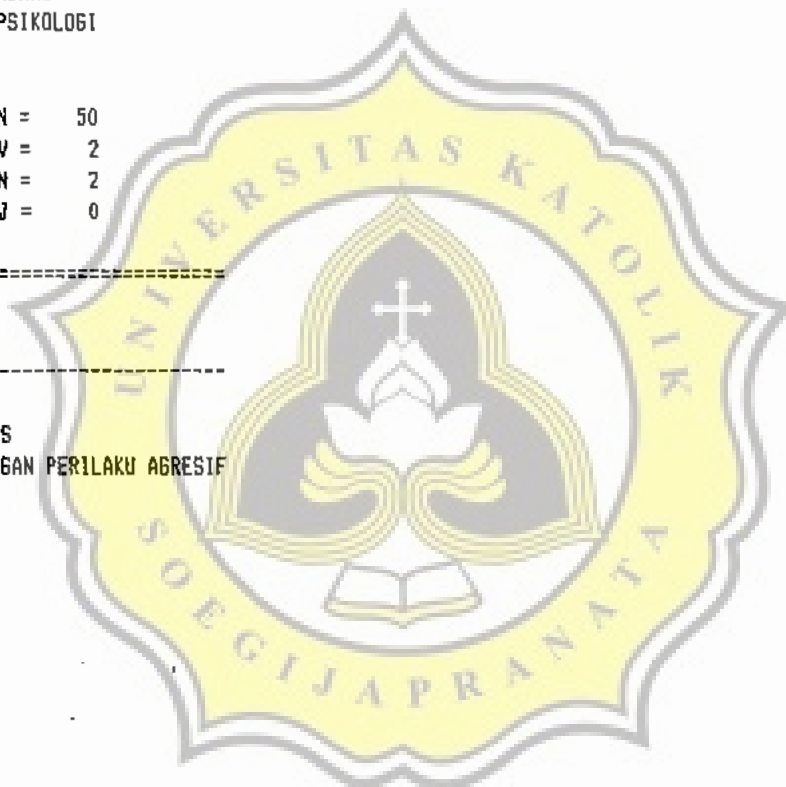 PSIKOLOGI
N = 50
V = 2
N = 2
J = 0
UNIVERSITAS KATOLIK
S
GAN PERILAKU AGRESIF
SOEGIJAPRANATA